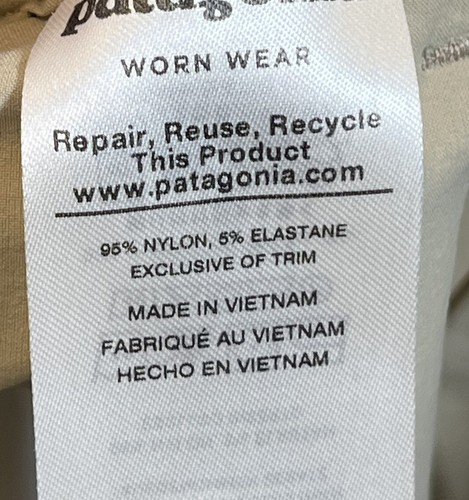 patagonia
WORN WEAR
Repair, Reuse, Recycle
This Product
www.patagonia.com
95% NYLON, 5% ELASTANE
EXCLUSIVE OF TRIM
MADE IN VIETNAM
FABRIQUÉ AU VIETNAM
HECHO EN VIETNAM